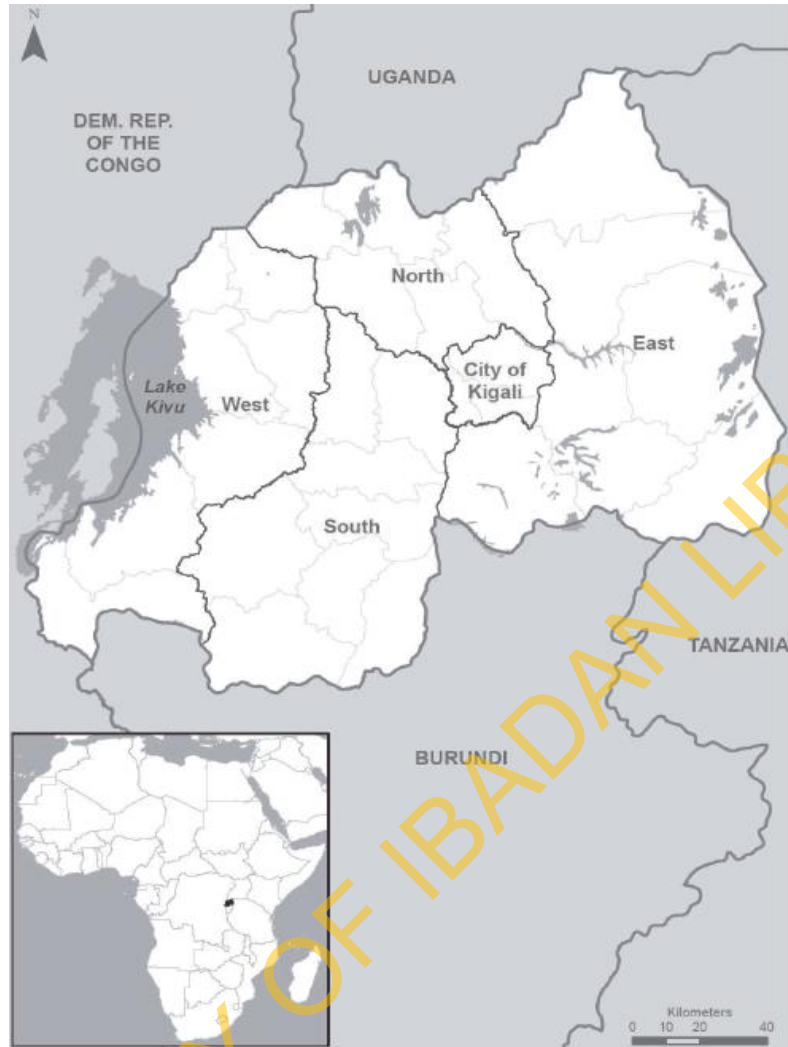 N
UGANDA
DEM. REP.
OF THE
CONGO
North
East
City of
Kigali
Lake
Kivu
West
South
TANZANIA
BURUNDI
Kilometers
0 10 20 40
OF IBADAN